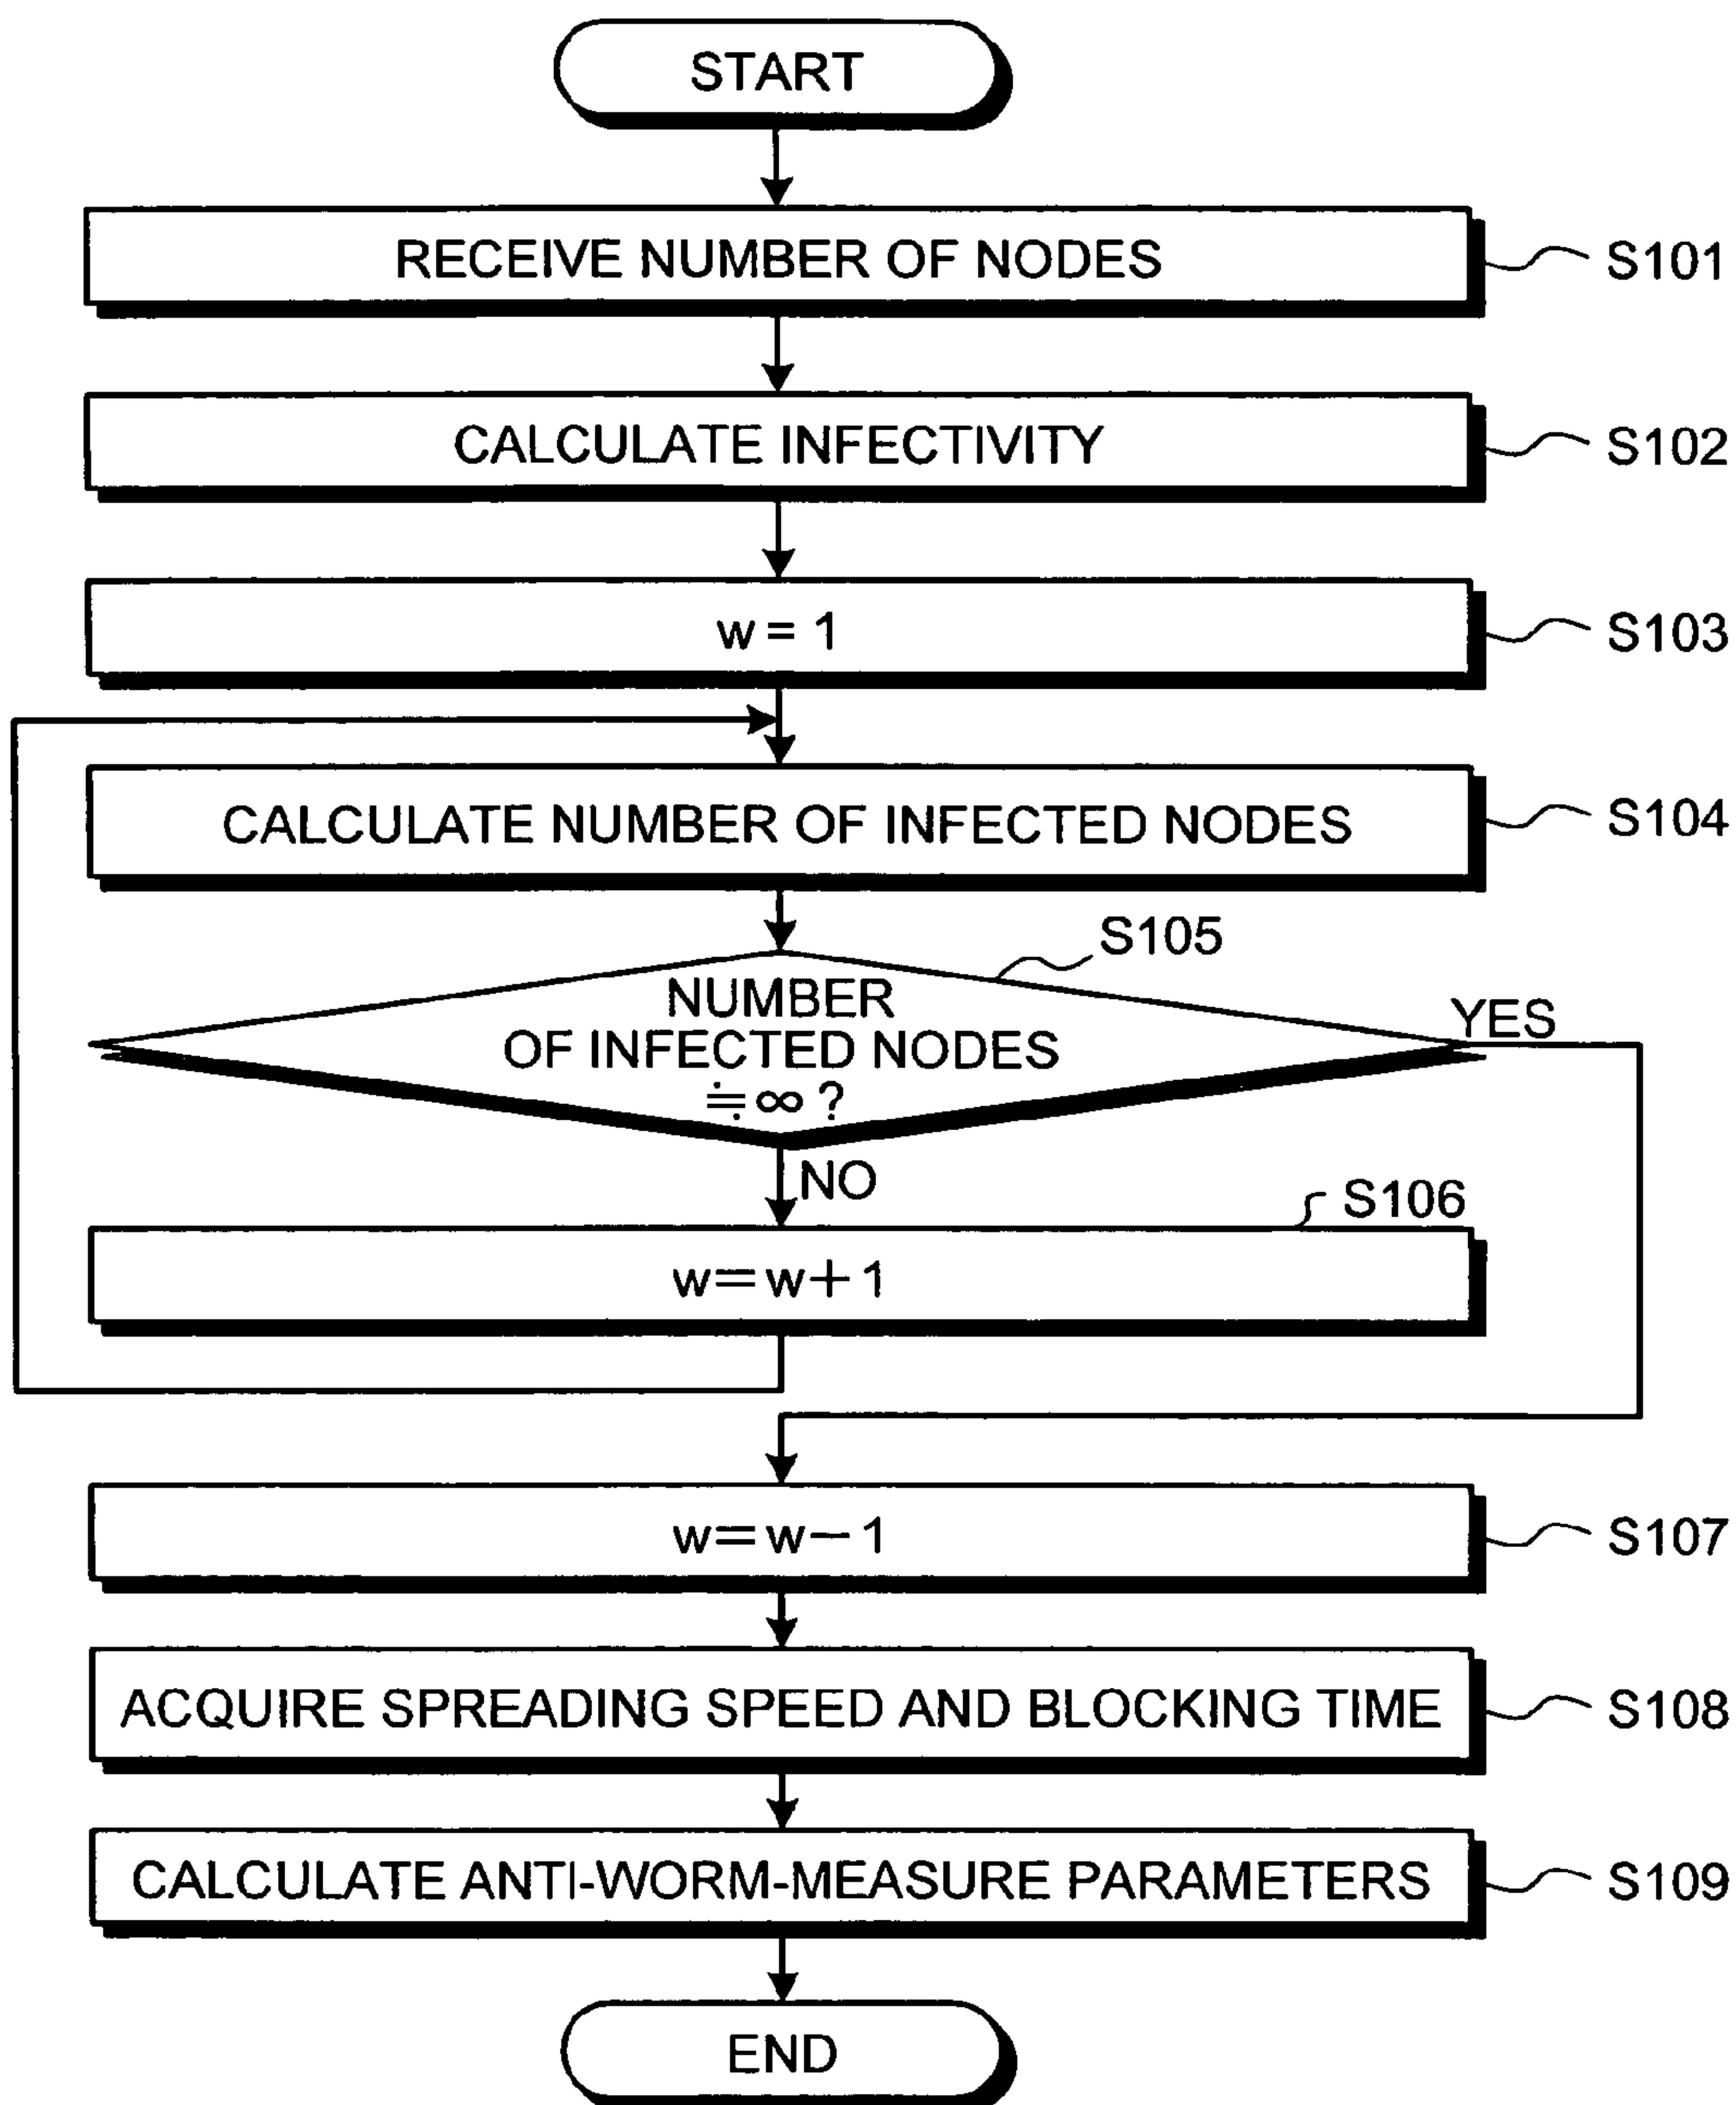 START
RECEIVE NUMBER OF NODES
S101
CALCULATE INFECTIVITY
S102
w = 1
S103
CALCULATE NUMBER OF INFECTED NODES
S104
S105
NUMBER
OF INFECTED NODES
≒ ∞ ?
YES
NO
S106
w=w+1
w=w−1
S107
ACQUIRE SPREADING SPEED AND BLOCKING TIME
S108
CALCULATE ANTI-WORM-MEASURE PARAMETERS
S109
END